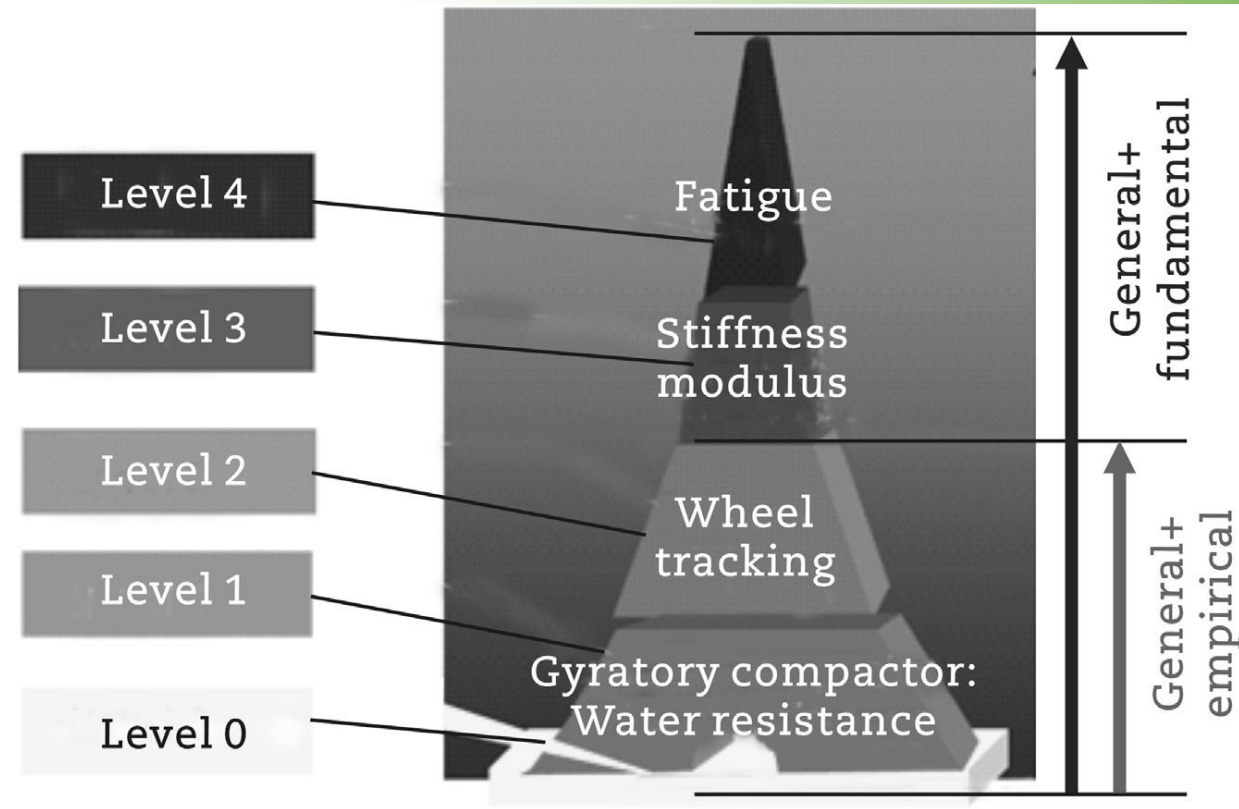 Level 4
Level 3
Level 2
Level 1
Level 0
Fatigue
Stiffness
modulus
Wheel
tracking
Gyratory compactor:
Water resistance
General+
fundamental
General+
empirical